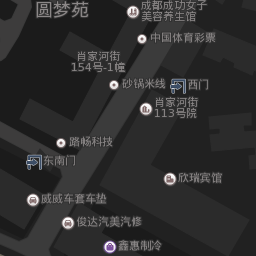 圆梦苑
成都成功女子
美容养生馆
中国体育彩票
肖家河街
154号-1幢
砂锅米线
西门
肖家河街
113号院
路畅科技
东南门
欣瑞宾馆
威威车套车垫
俊达汽美汽修
鑫惠制冷